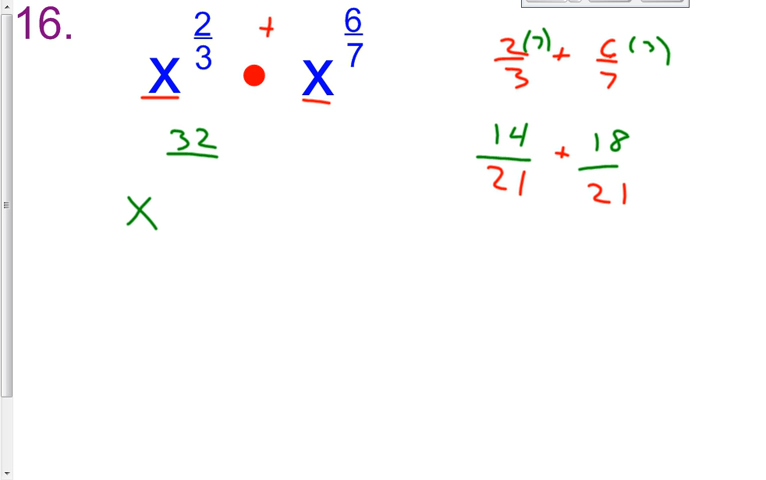 16. x^(2/3) + • x^(6/7)
2/3 (7) + 6/7 (3)
14/21 + 18/21
x^(32/